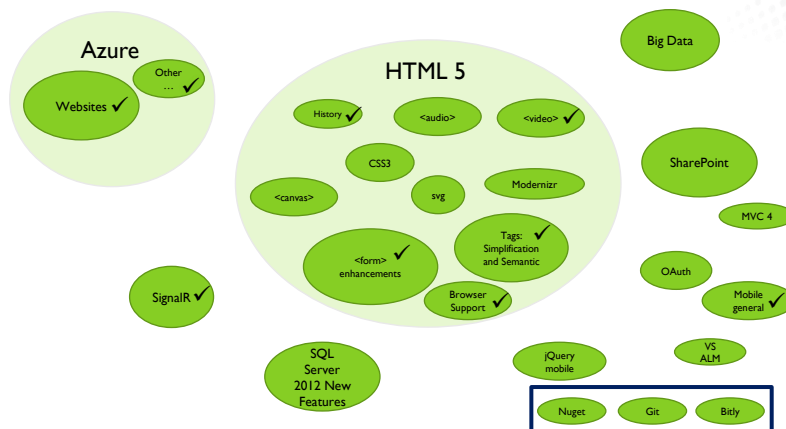 Azure
Other
...
Websites
HTML 5
History
<audio>
<video>
CSS3
<canvas>
svg
Modernizr
<form>
enhancements
Tags:
Simplification
and Semantic
Browser
Support
Big Data
SharePoint
MVC 4
OAuth
Mobile
general
SignalR
SQL
Server
2012 New
Features
jQuery
mobile
VS
ALM
Nuget
Git
Bitly